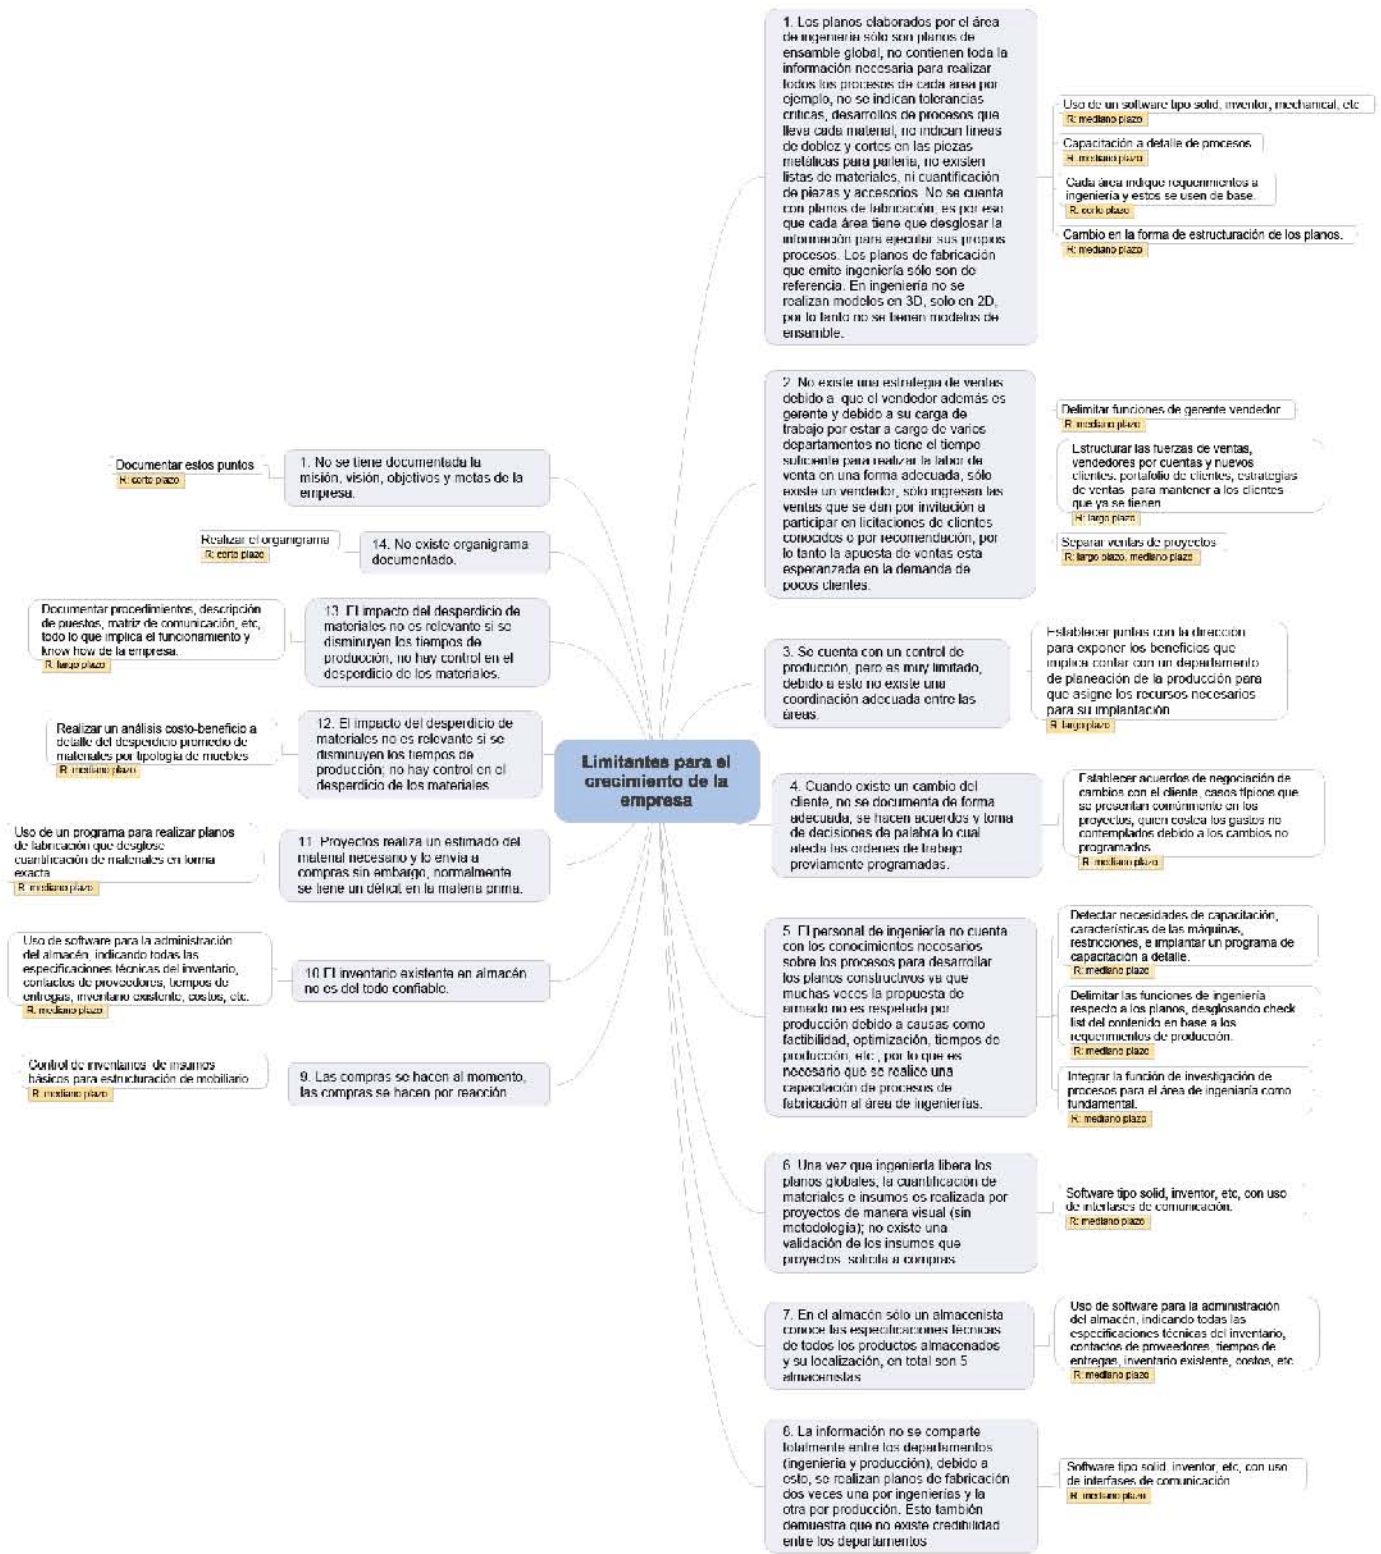 1. Los planos elaborados por el área
de ingeniería sólo son planos de
ensamble global, no contienen toda la
información necesaria para realizar
todos los procesos de cada área por
ejemplo, no se indican tolerancias
críticas, desarrollos de procesos que
lleva cada material, no indican líneas
de doblez y cortes en las piezas
metálicas para pailería, no existen
listas de materiales, ni cuantificación
de piezas y accesorios. No se cuenta
con planos de fabricación, es por eso
que cada área tiene que desglosar la
información para ejecutar sus propios
procesos. Los planos de fabricación
que emite ingeniería sólo son de
referencia. En ingeniería no se
realizan modelos en 3D, solo en 2D,
por lo tanto no se tienen modelos de
ensamble.
Uso de un software tipo solid, inventor, mechanical, etc
R: mediano plazo
Capacitación a detalle de procesos
R: mediano plazo
Cada área indique requerimientos a
ingeniería y estos se usen de base.
R: corto plazo
Cambio en la forma de estructuración de los planos.
R: mediano plazo
2. No existe una estrategia de ventas
debido a que el vendedor además es
gerente y debido a su carga de
trabajo por estar a cargo de varios
departamentos no tiene el tiempo
suficiente para realizar la labor de
venta en una forma adecuada, sólo
existe un vendedor, sólo ingresan las
ventas que se dan por invitación a
participar en licitaciones de clientes
conocidos o por recomendación, por
lo tanto la apuesta de ventas esta
esperanzada en la demanda de
pocos clientes.
Delimitar funciones de gerente vendedor
R: mediano plazo
Estructurar las fuerzas de ventas,
vendedores por cuentas y nuevos
clientes. portafolio de clientes, estrategias
de ventas para mantener a los clientes
que ya se tienen
R: largo plazo
Separar ventas de proyectos
R: largo plazo, mediano plazo
3. Se cuenta con un control de
producción, pero es muy limitado,
debido a esto no existe una
coordinación adecuada entre las
áreas.
Establecer juntas con la dirección
para exponer los beneficios que
implica contar con un departamento
de planeación de la producción para
que asigne los recursos necesarios
para su implantación
R: largo plazo
4. Cuando existe un cambio del
cliente, no se documenta de forma
adecuada, se hacen acuerdos y toma
de decisiones de palabra lo cual
afecta las ordenes de trabajo
previamente programadas.
Establecer acuerdos de negociación de
cambios con el cliente, casos típicos que
se presentan comúnmente en los
proyectos, quien costea los gastos no
contemplados debido a los cambios no
programados
R: mediano plazo
5. El personal de ingeniería no cuenta
con los conocimientos necesarios
sobre los procesos para desarrollar
los planos constructivos ya que
muchas veces la propuesta de
armado no es respetada por
producción debido a causas como
factibilidad, optimización, tiempos de
producción, etc., por lo que es
necesario que se realice una
capacitación de procesos de
fabricación al área de ingenierías.
Detectar necesidades de capacitación,
características de las máquinas,
restricciones, e implantar un programa de
capacitación a detalle.
R: mediano plazo
Delimitar las funciones de ingeniería
respecto a los planos, desglosando check
list del contenido en base a los
requerimientos de producción.
R: mediano plazo
Integrar la función de investigación de
procesos para el área de ingeniaría como
fundamental.
R: mediano plazo
6. Una vez que ingeniería libera los
planos globales, la cuantificación de
materiales e insumos es realizada por
proyectos de manera visual (sin
metodología); no existe una
validación de los insumos que
proyectos solicita a compras
Software tipo solid, inventor, etc, con uso
de interfases de comunicación.
R: mediano plazo
7. En el almacén sólo un almacenista
conoce las especificaciones técnicas
de todos los productos almacenados
y su localización, en total son 5
almacenistas
Uso de software para la administración
del almacén, indicando todas las
especificaciones técnicas del inventario,
contactos de proveedores, tiempos de
entregas, inventario existente, costos, etc
R: mediano plazo
8. La información no se comparte
totalmente entre los departamentos
(ingeniería y producción), debido a
esto, se realizan planos de fabricación
dos veces una por ingenierías y la
otra por producción. Esto también
demuestra que no existe credibilidad
entre los departamentos
Software tipo solid, inventor, etc, con uso
de interfases de comunicación
R: mediano plazo
Limitantes para el
crecimiento de la
empresa
1. No se tiene documentada la
misión, visión, objetivos y metas de la
empresa.
Documentar estos puntos
R: corto plazo
14. No existe organigrama
documentado.
Realizar el organigrama
R: corto plazo
13. El impacto del desperdicio de
materiales no es relevante si se
disminuyen los tiempos de
producción, no hay control en el
desperdicio de los materiales.
Documentar procedimientos, descripción
de puestos, matriz de comunicación, etc,
todo lo que implica el funcionamiento y
know how de la empresa.
R: largo plazo
12. El impacto del desperdicio de
materiales no es relevante si se
disminuyen los tiempos de
producción; no hay control en el
desperdicio de los materiales
Realizar un análisis costo-beneficio a
detalle del desperdicio promedio de
materiales por tipología de muebles
R: mediano plazo
11. Proyectos realiza un estimado del
material necesario y lo envía a
compras sin embargo, normalmente
se tiene un déficit en la materia prima.
Uso de un programa para realizar planos
de fabricación que desglose
cuantificación de materiales en forma
exacta
R: mediano plazo
10 El inventario existente en almacén
no es del todo confiable.
Uso de software para la administración
del almacén, indicando todas las
especificaciones técnicas del inventario,
contactos de proveedores, tiempos de
entregas, inventario existente, costos, etc.
R: mediano plazo
9. Las compras se hacen al momento,
las compras se hacen por reacción
Control de inventarios de insumos
básicos para estructuración de mobiliario
R: mediano plazo